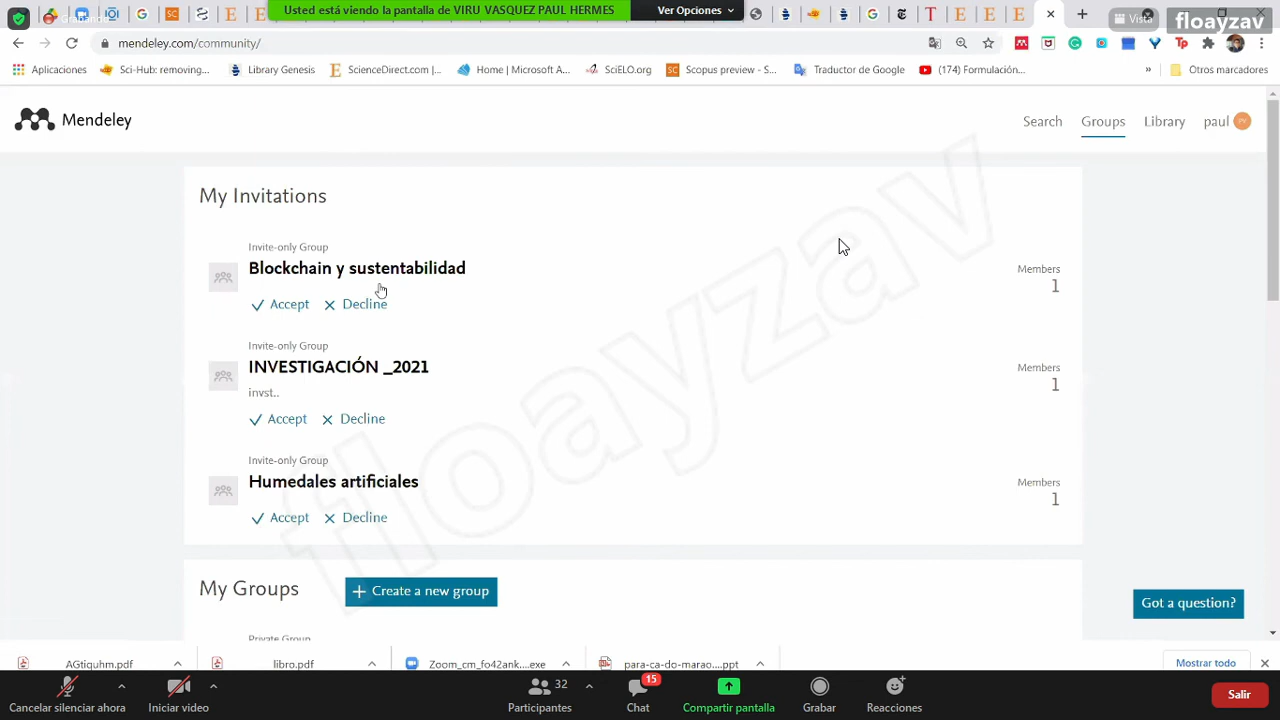 Usted está viendo la pantalla de VIRU VASQUEZ PAUL HERMES
Ver Opciones
Vista
floayzav
mendeley.com/community/
Aplicaciones
Sci-Hub: removing...
Library Genesis
ScienceDirect.com |...
Home | Microsoft A...
SciELO.org
Scopus preview - S...
Traductor de Google
(174) Formulación...
»
Otros marcadores
Mendeley
Search
Groups
Library
paul
My Invitations
Invite-only Group
Blockchain y sustentabilidad
Members
1
Accept
Decline
Invite-only Group
INVESTIGACIÓN _2021
Members
1
invst..
Accept
Decline
Invite-only Group
Humedales artificiales
Members
1
Accept
Decline
floayzav
My Groups
+ Create a new group
Got a question?
Private Group
AGtiquhm.pdf
libro.pdf
Zoom_cm_fo42ank....exe
para-ca-do-marao....ppt
Mostrar todo
Cancelar silenciar ahora
Iniciar video
32
Participantes
15
Chat
Compartir pantalla
Grabar
Reacciones
Salir